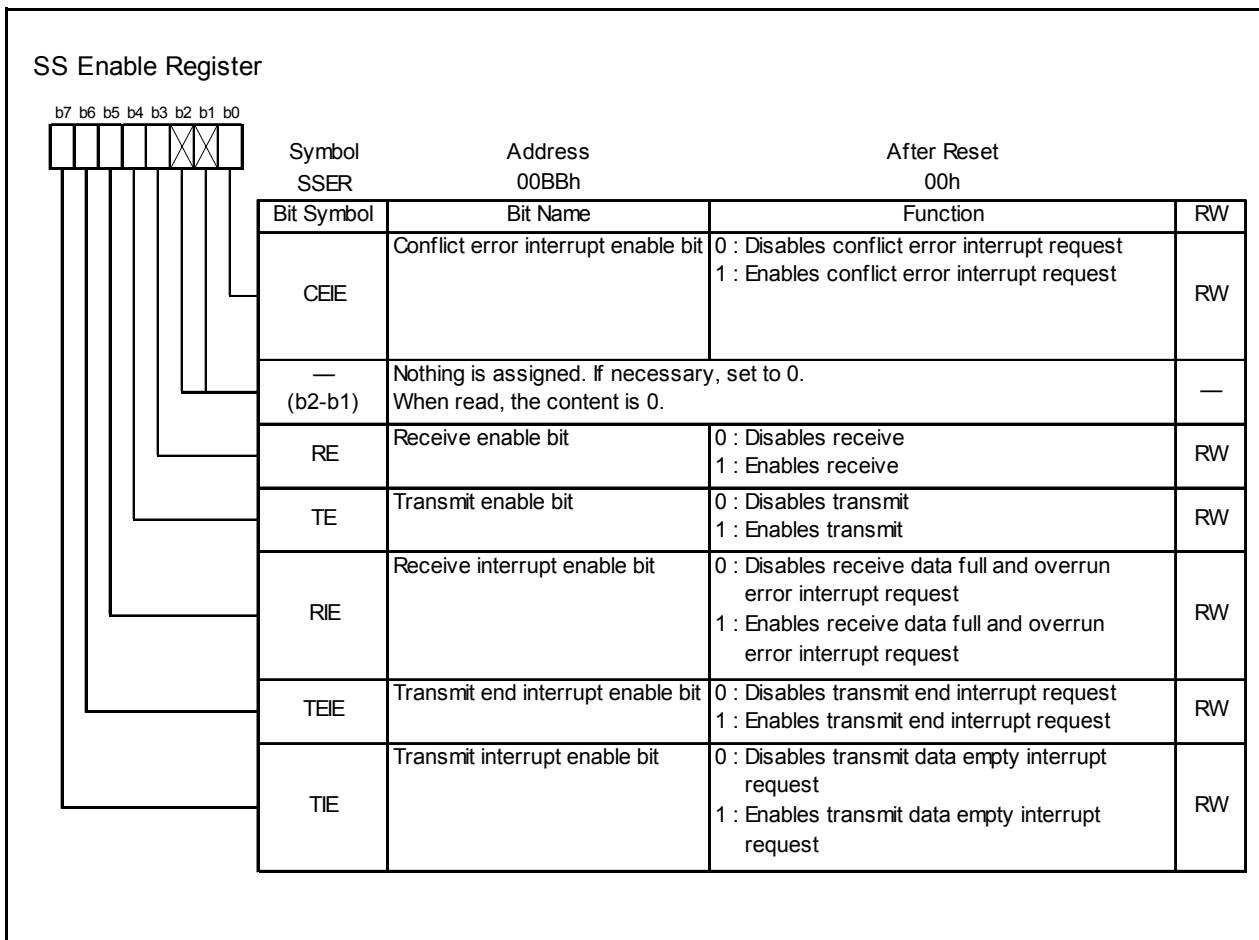 SS Enable Register
b7 b6 b5 b4 b3 b2 b1 b0
Symbol Address After Reset
SSER 00BBh 00h
Bit Symbol Bit Name Function RW
CEIE Conflict error interrupt enable bit 0 : Disables conflict error interrupt request
1 : Enables conflict error interrupt request RW
— (b2-b1) Nothing is assigned. If necessary, set to 0.
When read, the content is 0. —
RE Receive enable bit 0 : Disables receive
1 : Enables receive RW
TE Transmit enable bit 0 : Disables transmit
1 : Enables transmit RW
RIE Receive interrupt enable bit 0 : Disables receive data full and overrun
error interrupt request
1 : Enables receive data full and overrun
error interrupt request RW
TEIE Transmit end interrupt enable bit 0 : Disables transmit end interrupt request
1 : Enables transmit end interrupt request RW
TIE Transmit interrupt enable bit 0 : Disables transmit data empty interrupt
request
1 : Enables transmit data empty interrupt
request RW